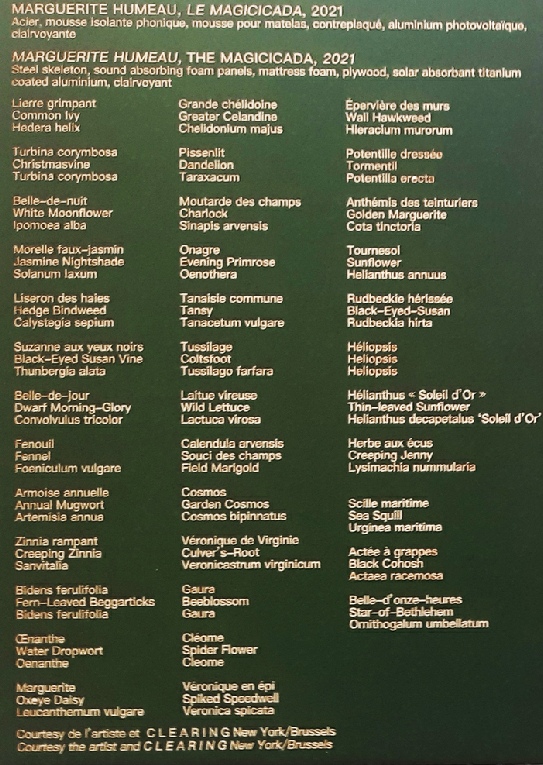 MARGUERITE HUMEAU, LE MAGICICADA, 2021
Acier, mousse isolante phonique, mousse pour matelas, contreplaqué, aluminium photovoltaïque,
clairvoyante
MARGUERITE HUMEAU, THE MAGICICADA, 2021
Steel skeleton, sound absorbing foam panels, mattress foam, plywood, solar absorbant titanium
coated aluminium, clairvoyant
Lierre grimpant
Common Ivy
Hedera helix
Turbina corymbosa
Christmasvine
Turbina corymbosa
Belle-de-nuit
White Moonflower
Ipomoea alba
Morelle faux-jasmin
Jasmine Nightshade
Solanum laxum
Liseron des haies
Hedge Bindweed
Calystegia sepium
Suzanne aux yeux noirs
Black-Eyed Susan Vine
Thunbergia alata
Belle-de-jour
Dwarf Morning-Glory
Convolvulus tricolor
Fenouil
Fennel
Foeniculum vulgare
Armoise annuelle
Annual Mugwort
Artemisia annua
Zinnia rampant
Creeping Zinnia
Sanvitalia
Bidens ferulifolia
Fern-Leaved Beggarticks
Bidens ferulifolia
Œnanthe
Water Dropwort
Oenanthe
Marguerite
Oxeye Daisy
Leucanthemum vulgare
Grande chélidoine
Greater Celandine
Chelidonium majus
Pissenlit
Dandelion
Taraxacum
Moutarde des champs
Charlock
Sinapis arvensis
Onagre
Evening Primrose
Oenothera
Tanaisie commune
Tansy
Tanacetum vulgare
Tussilage
Coltsfoot
Tussilago farfara
Laitue vireuse
Wild Lettuce
Lactuca virosa
Calendula arvensis
Souci des champs
Field Marigold
Cosmos
Garden Cosmos
Cosmos bipinnatus
Véronique de Virginie
Culver's-Root
Veronicastrum virginicum
Gaura
Beeblossom
Gaura
Cléome
Spider Flower
Cleome
Véronique en épi
Spiked Speedwell
Veronica spicata
Épervière des murs
Wall Hawkweed
Hieracium murorum
Potentille dressée
Tormentil
Potentilla erecta
Anthémis des teinturiers
Golden Marguerite
Cota tinctoria
Tournesol
Sunflower
Helianthus annuus
Rudbeckie hérissée
Black-Eyed-Susan
Rudbeckia hirta
Héliopsis
Heliopsis
Heliopsis
Hélianthus « Soleil d'Or »
Thin-leaved Sunflower
Helianthus decapetalus 'Soleil d'Or'
Herbe aux écus
Creeping Jenny
Lysimachia nummularia
Scille maritime
Sea Squill
Urginea maritima
Actée à grappes
Black Cohosh
Actaea racemosa
Belle-d'onze-heures
Star-of-Bethlehem
Ornithogalum umbellatum
Courtesy de l'artiste et CLEARING New York/Brussels
Courtesy the artist and CLEARING New York/Brussels